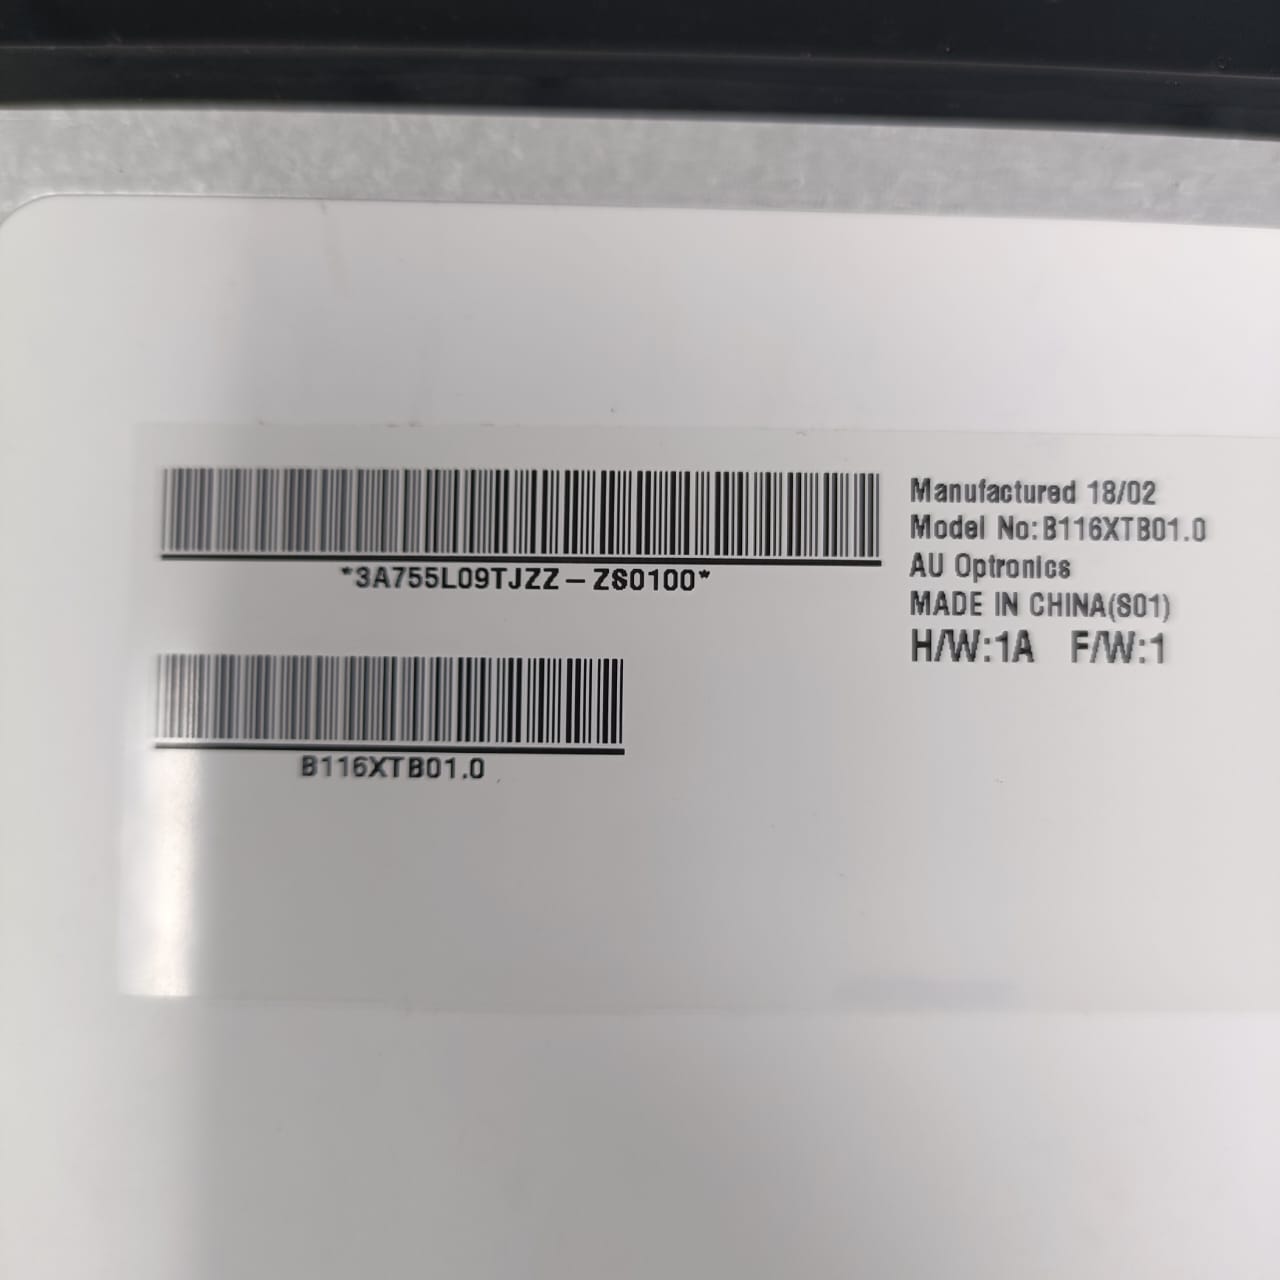 *3A755L09TJZZ-ZS0100*
B116XTB01.0
Manufactured 18/02
Model No:B116XTB01.0
AU Optronics
MADE IN CHINA(S01)
H/W:1A F/W:1